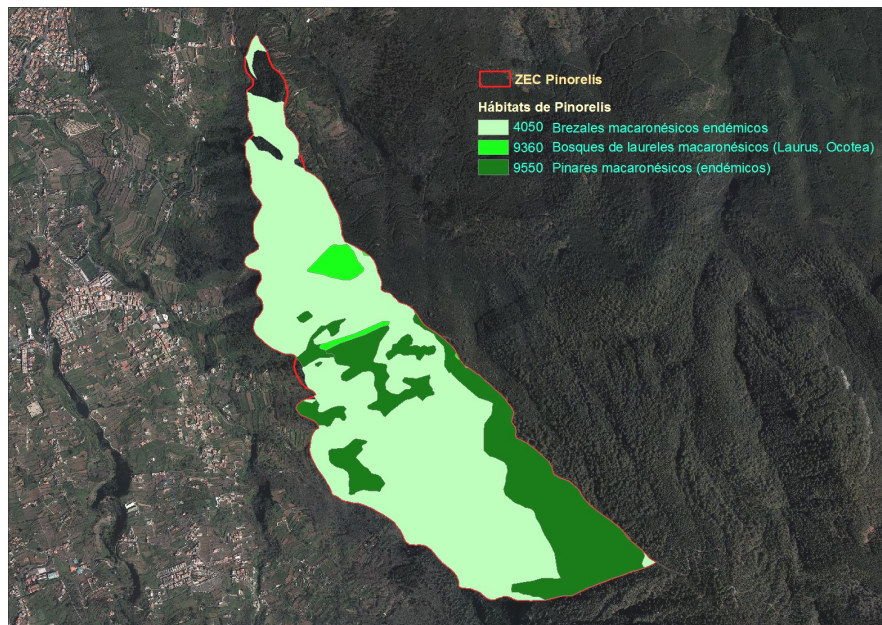 ZEC Pinorelis
Hábitats de Pinorelis
4050 Brezales macaronésicos endémicos
9360 Bosques de laureles macaronésicos (Laurus, Ocotea)
9550 Pinares macaronésicos (endémicos)